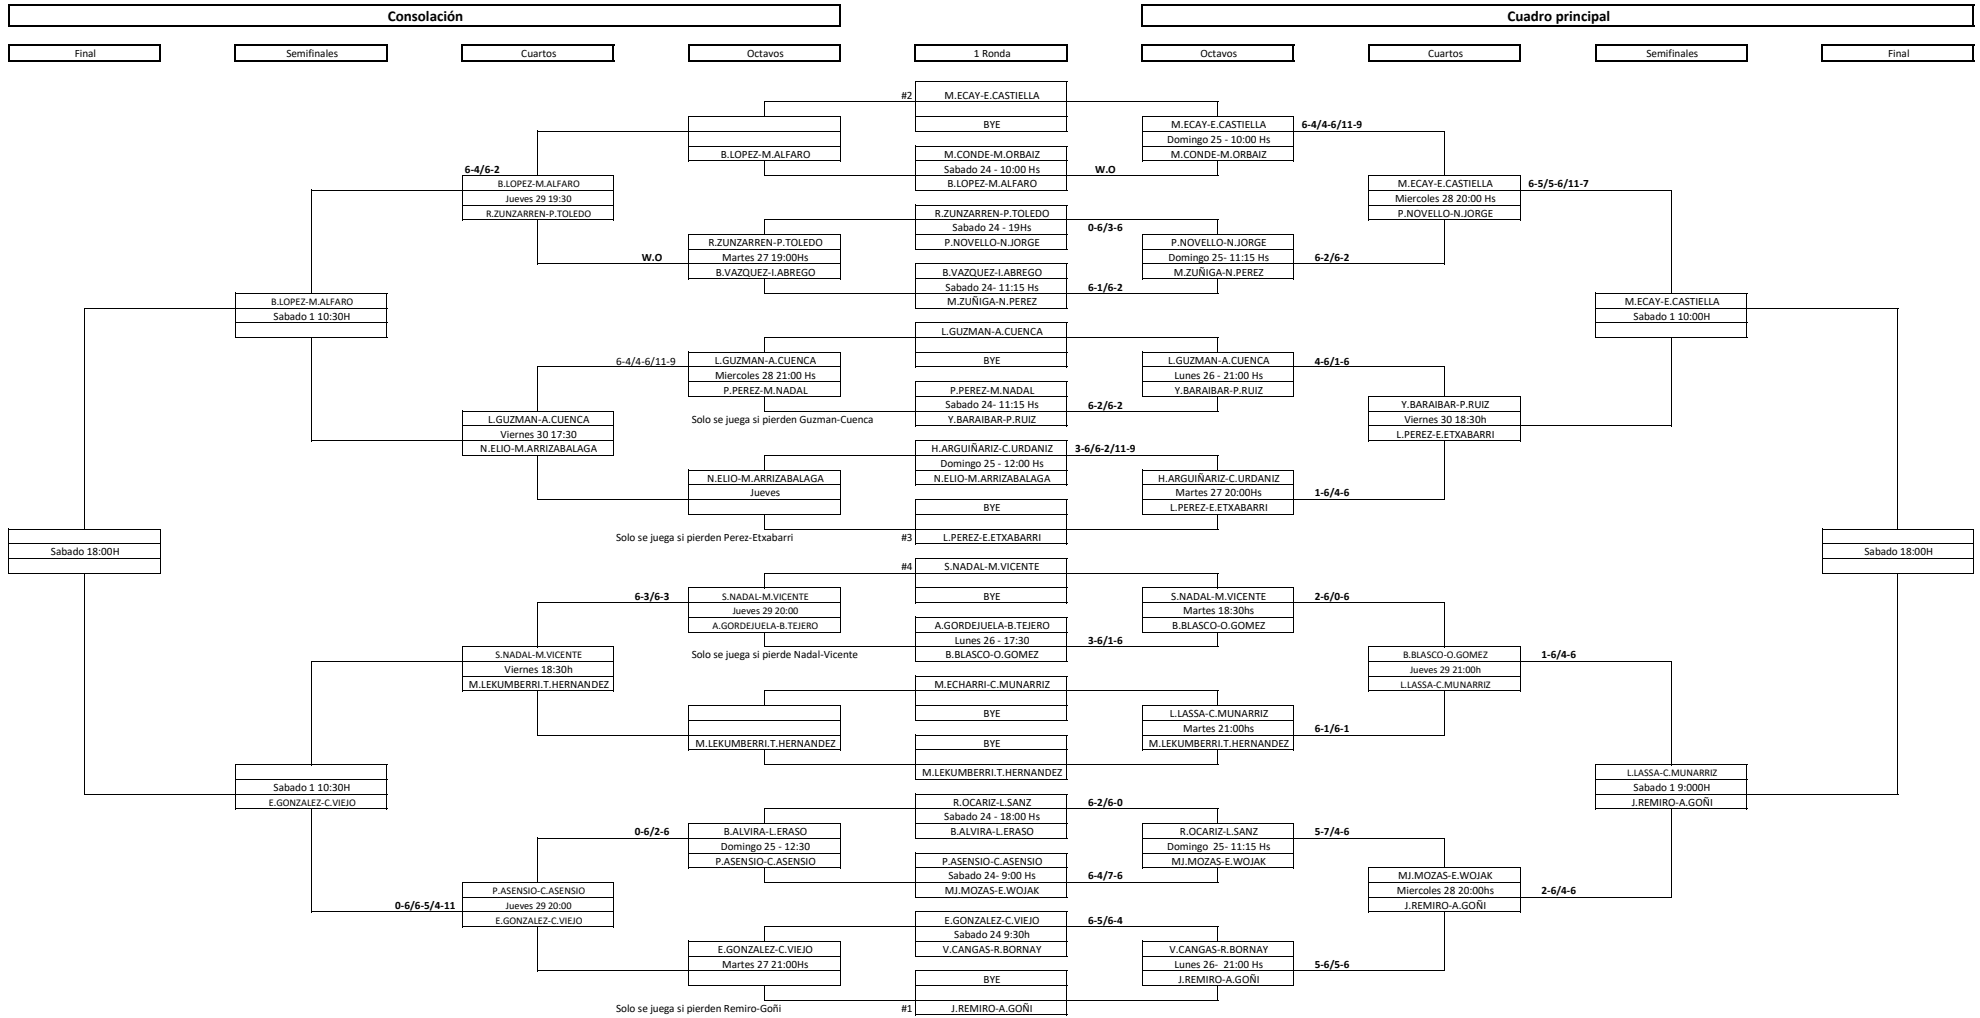 Consolación
Cuadro principal
Final
Semifinales
Cuartos
Octavos
1 Ronda
Octavos
Cuartos
Semifinales
Final
#2 M.ECAY-E.CASTIELLA
BYE
M.ECAY-E.CASTIELLA 6-4/4-6/11-9
Domingo 25 - 10:00 Hs
B.LOPEZ-M.ALFARO
M.CONDE-M.ORBAIZ
M.CONDE-M.ORBAIZ
6-4/6-2
Sabado 24 - 10:00 Hs W.O
B.LOPEZ-M.ALFARO
B.LOPEZ-M.ALFARO
M.ECAY-E.CASTIELLA 6-5/5-6/11-7
Jueves 29 19:30
Miercoles 28 20:00 Hs
R.ZUNZARREN-P.TOLEDO
R.ZUNZARREN-P.TOLEDO
P.NOVELLO-N.JORGE
Sabado 24 - 19Hs 0-6/3-6
R.ZUNZARREN-P.TOLEDO
P.NOVELLO-N.JORGE
P.NOVELLO-N.JORGE
W.O Martes 27 19:00Hs
Domingo 25- 11:15 Hs 6-2/6-2
B.VAZQUEZ-I.ABREGO
B.VAZQUEZ-I.ABREGO
M.ZUÑIGA-N.PEREZ
Sabado 24- 11:15 Hs 6-1/6-2
B.LOPEZ-M.ALFARO
M.ZUÑIGA-N.PEREZ
M.ECAY-E.CASTIELLA
Sabado 1 10:30H
Sabado 1 10:00H
L.GUZMAN-A.CUENCA
6-4/4-6/11-9 L.GUZMAN-A.CUENCA
BYE
L.GUZMAN-A.CUENCA 4-6/1-6
Miercoles 28 21:00 Hs
Lunes 26 - 21:00 Hs
P.PEREZ-M.NADAL
P.PEREZ-M.NADAL
Y.BARAIBAR-P.RUIZ
Sabado 24- 11:15 Hs 6-2/6-2
Y.BARAIBAR-P.RUIZ
L.GUZMAN-A.CUENCA
Solo se juega si pierden Guzman-Cuenca
Y.BARAIBAR-P.RUIZ
Viernes 30 17:30
Viernes 30 18:30h
N.ELIO-M.ARRIZABALAGA
H.ARGUIÑARIZ-C.URDANIZ 3-6/6-2/11-9
L.PEREZ-E.ETXABARRI
Domingo 25 - 12:00 Hs
N.ELIO-M.ARRIZABALAGA
N.ELIO-M.ARRIZABALAGA
H.ARGUIÑARIZ-C.URDANIZ
Jueves
Martes 27 20:00Hs 1-6/4-6
BYE
L.PEREZ-E.ETXABARRI
Solo se juega si pierden Perez-Etxabarri
#3 L.PEREZ-E.ETXABARRI
Sabado 18:00H
Sabado 18:00H
#4 S.NADAL-M.VICENTE
6-3/6-3 S.NADAL-M.VICENTE
BYE
S.NADAL-M.VICENTE 2-6/0-6
Jueves 29 20:00
Martes 18:30hs
A.GORDEJUELA-B.TEJERO
A.GORDEJUELA-B.TEJERO
B.BLASCO-O.GOMEZ
Lunes 26 - 17:30 3-6/1-6
S.NADAL-M.VICENTE
Solo se juega si pierde Nadal-Vicente
B.BLASCO-O.GOMEZ
B.BLASCO-O.GOMEZ 1-6/4-6
Viernes 18:30h
Jueves 29 21:00h
M.LEKUMBERRI.T.HERNANDEZ
M.ECHARRI-C.MUNARRIZ
L.LASSA-C.MUNARRIZ
BYE
L.LASSA-C.MUNARRIZ
Martes 21:00hs 6-1/6-1
M.LEKUMBERRI.T.HERNANDEZ
BYE
M.LEKUMBERRI.T.HERNANDEZ
M.LEKUMBERRI.T.HERNANDEZ
L.LASSA-C.MUNARRIZ
Sabado 1 10:30H
Sabado 1 9:000H
E.GONZALEZ-C.VIEJO
R.OCARIZ-L.SANZ 6-2/6-0
J.REMIRO-A.GOÑI
Sabado 24 - 18:00 Hs
0-6/2-6 B.ALVIRA-L.ERASO
B.ALVIRA-L.ERASO
R.OCARIZ-L.SANZ 5-7/4-6
Domingo 25 - 12:30
Domingo 25- 11:15 Hs
P.ASENSIO-C.ASENSIO
P.ASENSIO-C.ASENSIO
MJ.MOZAS-E.WOJAK
Sabado 24- 9:00 Hs 6-4/7-6
P.ASENSIO-C.ASENSIO
MJ.MOZAS-E.WOJAK
MJ.MOZAS-E.WOJAK
0-6/6-5/4-11 Jueves 29 20:00
Miercoles 28 20:00hs 2-6/4-6
E.GONZALEZ-C.VIEJO
E.GONZALEZ-C.VIEJO 6-5/6-4
J.REMIRO-A.GOÑI
Sabado 24 9:30h
E.GONZALEZ-C.VIEJO
V.CANGAS-R.BORNAY
V.CANGAS-R.BORNAY
Martes 27 21:00Hs
Lunes 26- 21:00 Hs 5-6/5-6
BYE
J.REMIRO-A.GOÑI
Solo se juega si pierden Remiro-Goñi
#1 J.REMIRO-A.GOÑI